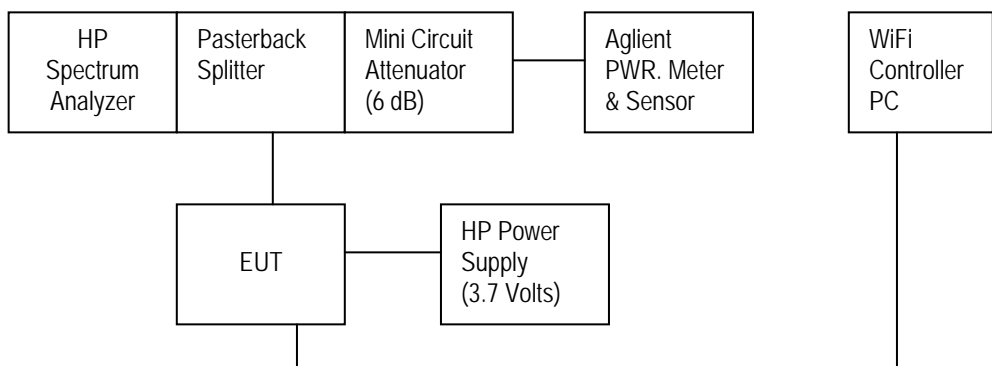 HP
Spectrum
Analyzer
Pasterback
Splitter
Mini Circuit
Attenuator
(6 dB)
Aglient
PWR. Meter
& Sensor
WiFi
Controller
PC
EUT
HP Power
Supply
(3.7 Volts)